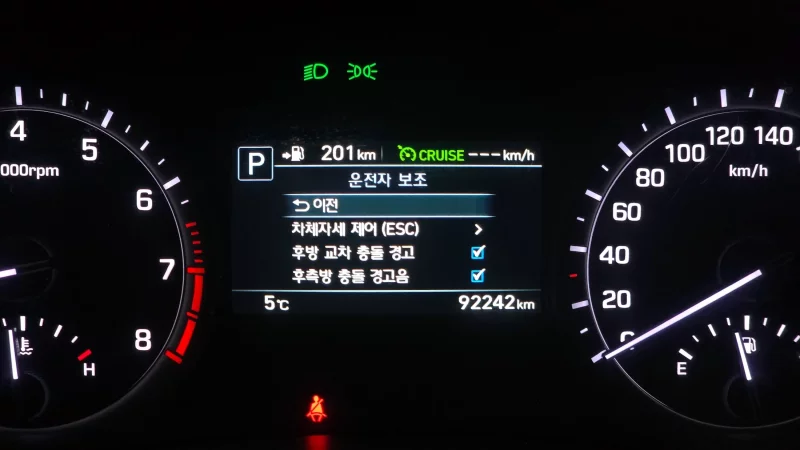 P
201 km
CRUISE ---km/h
운전자 보조
이전
차체자세 제어 (ESC)
후방 교차 충돌 경고
후측방 충돌 경고음
5℃
92242 km
4
5
6
7
8
000rpm
H
0
20
40
60
80
100
120
140
km/h
E